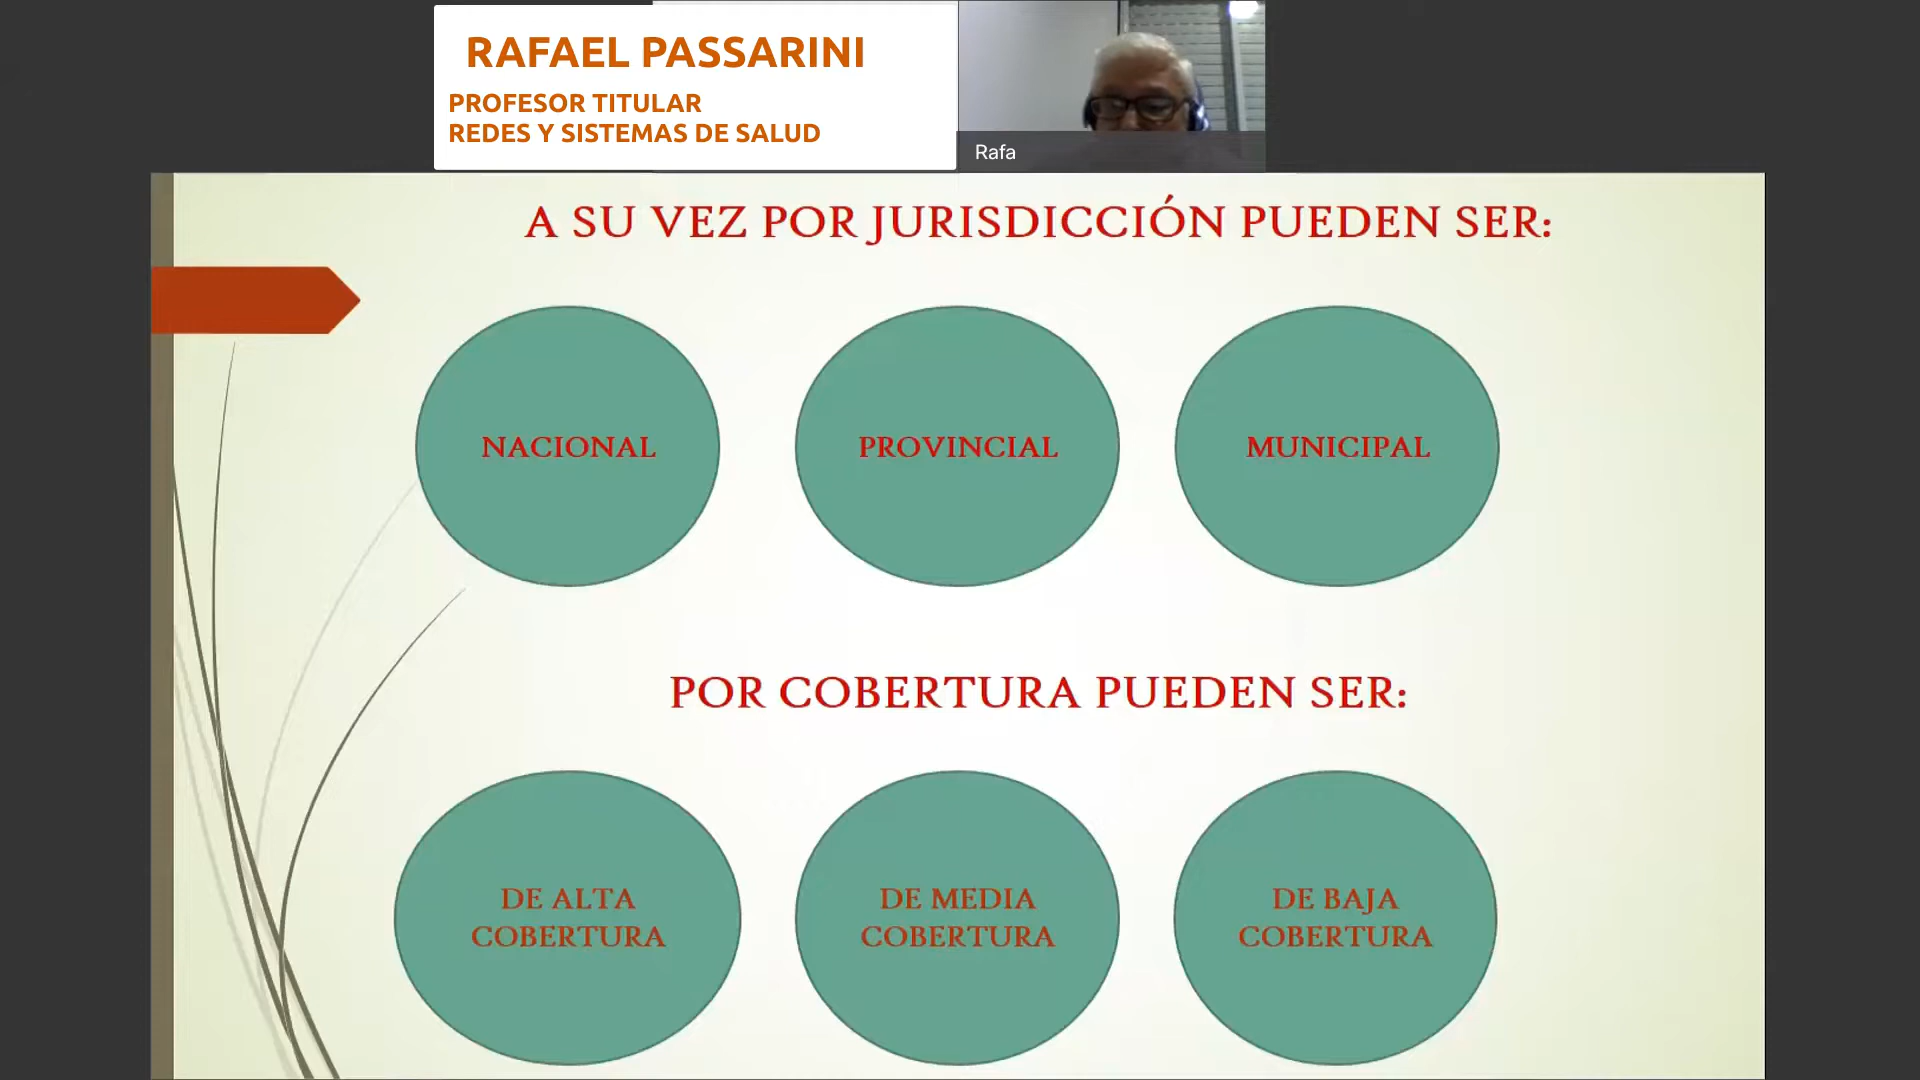 RAFAEL PASSARINI
PROFESOR TITULAR
REDES Y SISTEMAS DE SALUD
Rafa
A SU VEZ POR JURISDICCIÓN PUEDEN SER:
NACIONAL
PROVINCIAL
MUNICIPAL
POR COBERTURA PUEDEN SER:
DE ALTA
COBERTURA
DE MEDIA
COBERTURA
DE BAJA
COBERTURA